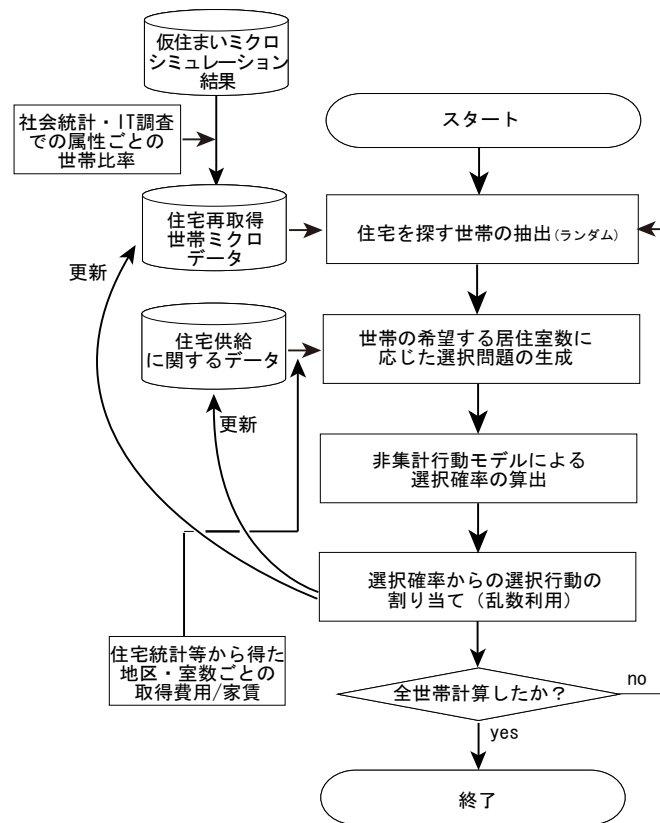 仮住まいミクロ
シミュレーション
結果
社会統計・IT調査
での属性ごとの
世帯比率
スタート
住宅再取得
世帯ミクロ
データ
住宅を探す世帯の抽出(ランダム)
更新
住宅供給
に関するデータ
世帯の希望する居住室数に
応じた選択問題の生成
更新
非集計行動モデルによる
選択確率の算出
選択確率からの選択行動の
割り当て（乱数利用）
住宅統計等から得た
地区・室数ごとの
取得費用/家賃
全世帯計算したか？
no
yes
終了